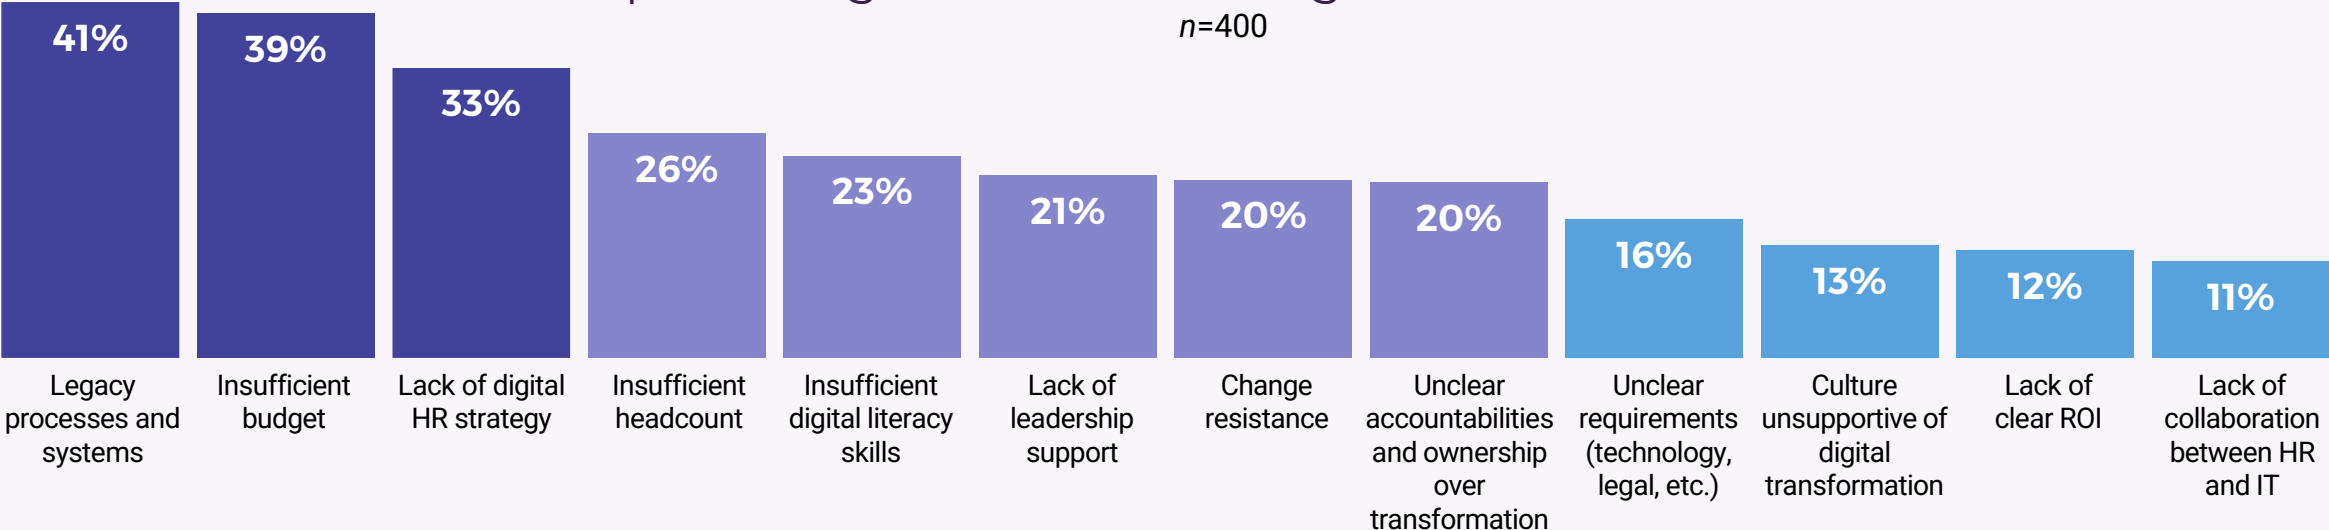 n=400
41%
39%
33%
26%
23%
21%
20%
20%
16%
13%
12%
11%
Legacy
processes and
systems
Insufficient
budget
Lack of digital
HR strategy
Insufficient
headcount
Insufficient
digital literacy
skills
Lack of
leadership
support
Change
resistance
Unclear
accountabilities
and ownership
over
transformation
Unclear
requirements
(technology,
legal, etc.)
Culture
unsupportive of
digital
transformation
Lack of
clear ROI
Lack of
collaboration
between HR
and IT